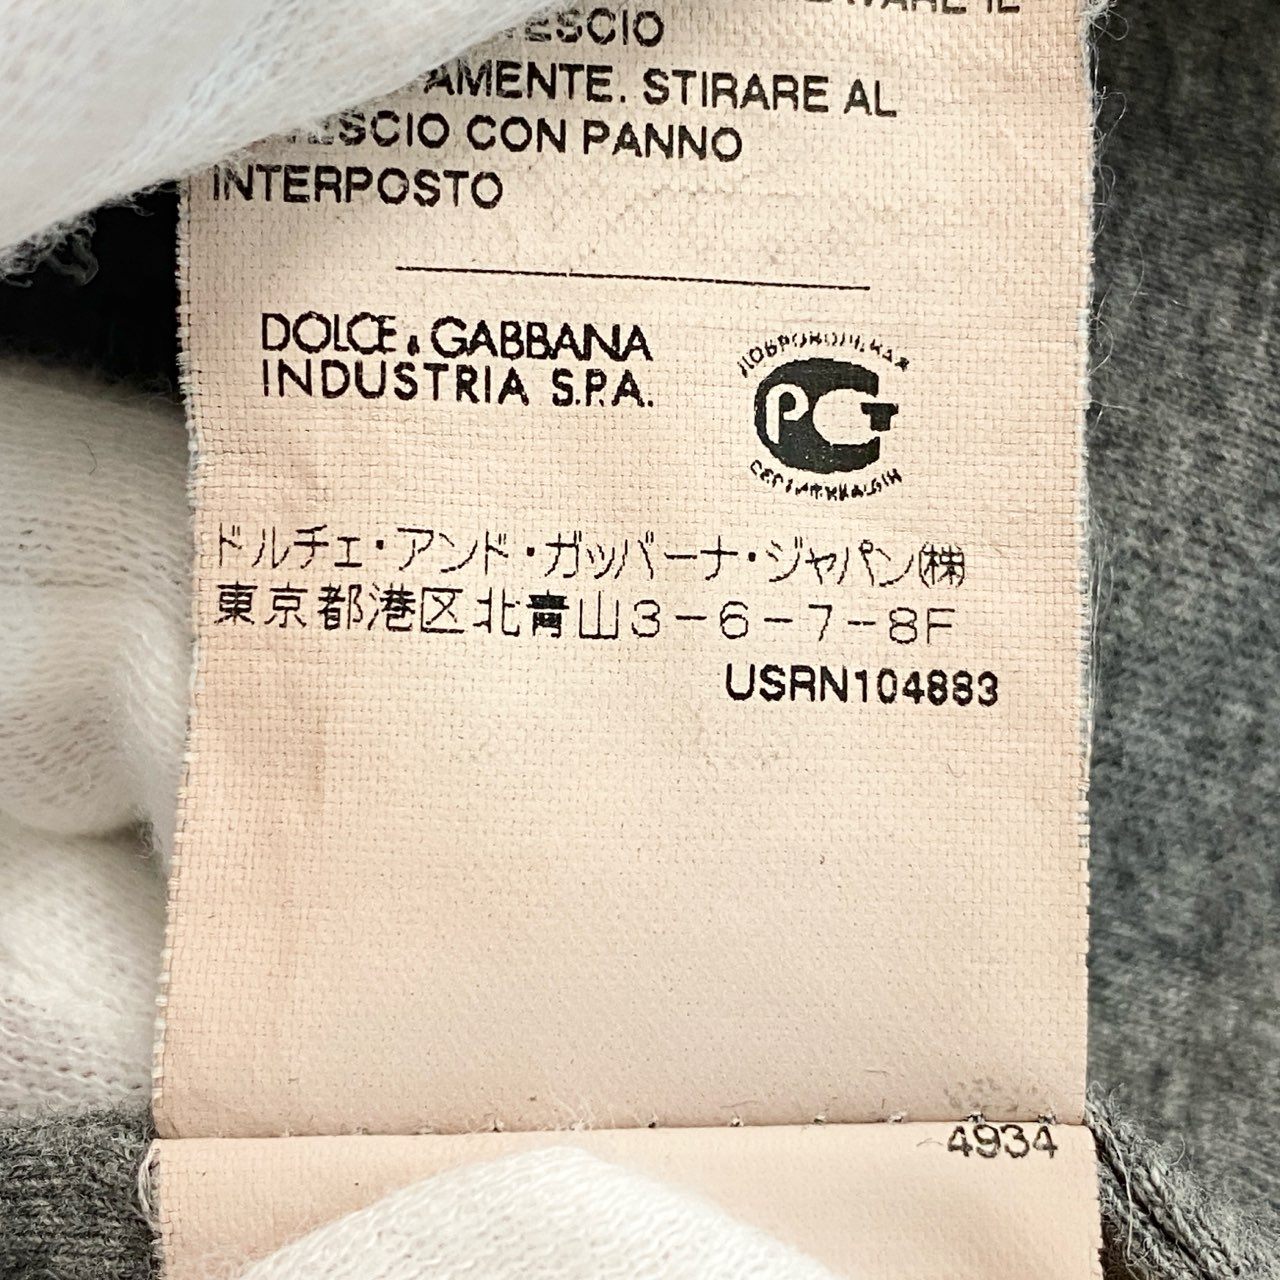 IL
AMENTE. STIRARE AL
CON PANNO
INTERPOSTO
DOLCE & GABBANA
INDUSTRIA S.P.A.
PCT
ドルチェ・アンド・ガッバーナ・ジャパン㈱
東京都港区北青山3-6-7-8F
USRN104883
4934